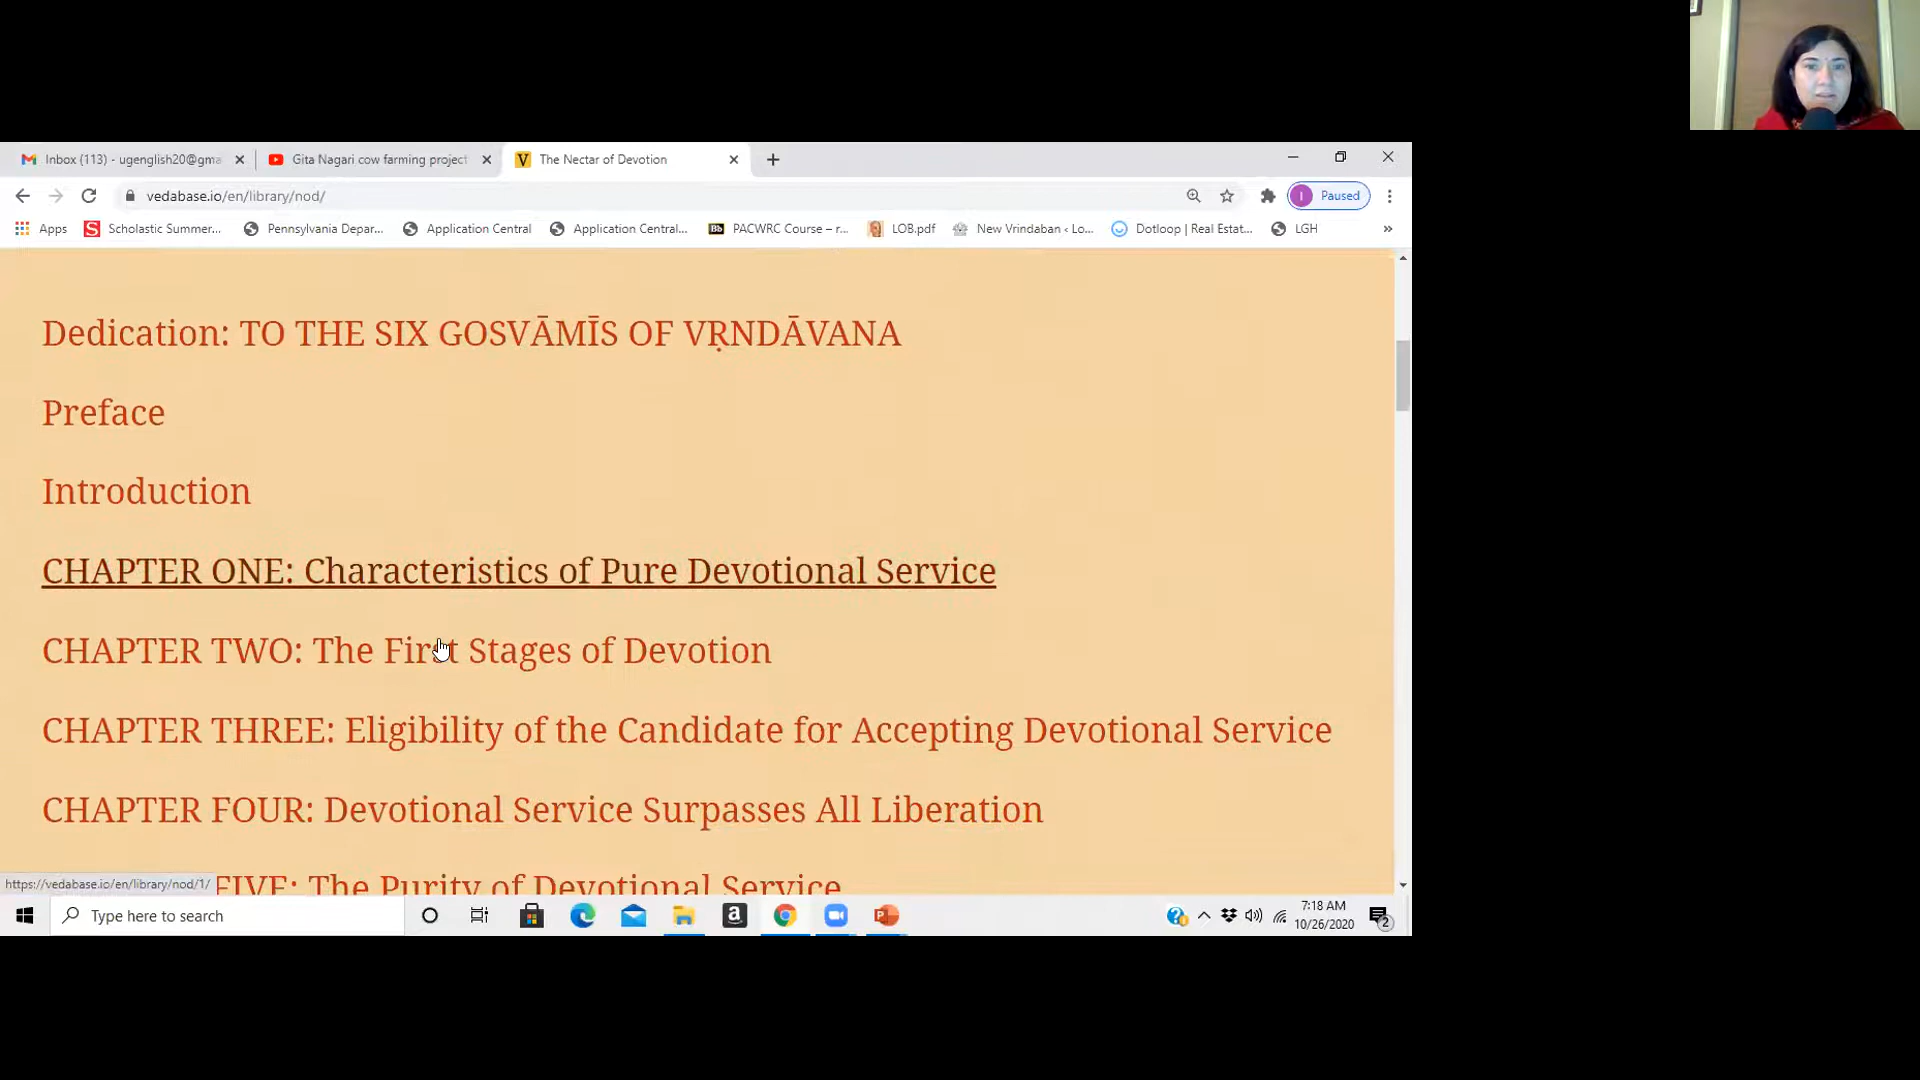 Inbox (113) - ugenglish20@gma
Gita Nagari cow farming project
The Nectar of Devotion
vedabase.io/en/library/nod/
Paused
Apps
Scholastic Summer...
Pennsylvania Depar...
Application Central
Application Central...
Bb PACWRC Course – r...
LOB.pdf
New Vrindaban ‹ Lo...
Dotloop | Real Estat...
LGH
»
Dedication: TO THE SIX GOSVĀMĪS OF VṚNDĀVANA
Preface
Introduction
CHAPTER ONE: Characteristics of Pure Devotional Service
CHAPTER TWO: The First Stages of Devotion
CHAPTER THREE: Eligibility of the Candidate for Accepting Devotional Service
CHAPTER FOUR: Devotional Service Surpasses All Liberation
FIVE: The Purity of Devotional Service
https://vedabase.io/en/library/nod/1/
Type here to search
7:18 AM
10/26/2020
2